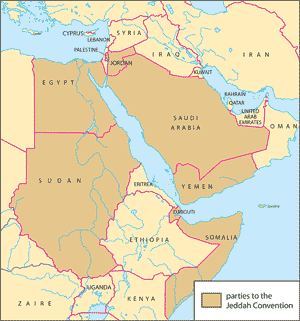 CYPRUS
SYRIA
LEBANON
PALESTINE
IRAQ
IRAN
JORDAN
KUWAIT
EGYPT
BAHRAIN
QATAR
SAUDI
ARABIA
UNITED
ARAB
EMIRATES
OMAN
SUDAN
YEMEN
ERITREA
DJIBOUTI
SOMALIA
ETHIOPIA
UGANDA
KENYA
ZAIRE
parties to the
Jeddah Convention